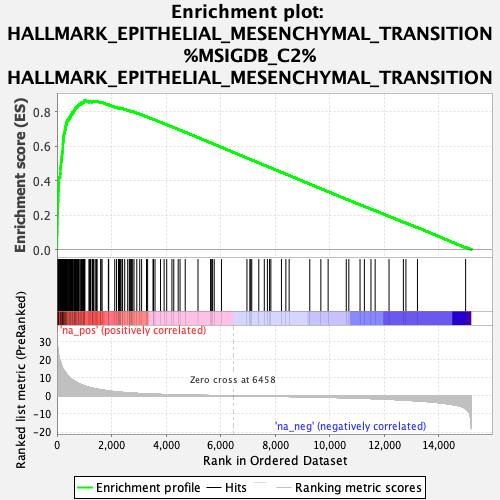 Enrichment plot:
HALLMARK_EPITHELIAL_MESENCHYMAL_TRANSITION
%MSIGDB_C2%
HALLMARK_EPITHELIAL_MESENCHYMAL_TRANSITION
Enrichment score (ES)
0.8
0.6
0.4
0.2
0.0
'na_pos' (positively correlated)
Ranked list metric (PreRanked)
30
20
10
0
-10
-20
Zero cross at 6458
'na_neg' (negatively correlated)
0
2,000
4,000
6,000
8,000
10,000
12,000
14,000
Rank in Ordered Dataset
Enrichment profile
Hits
Ranking metric scores